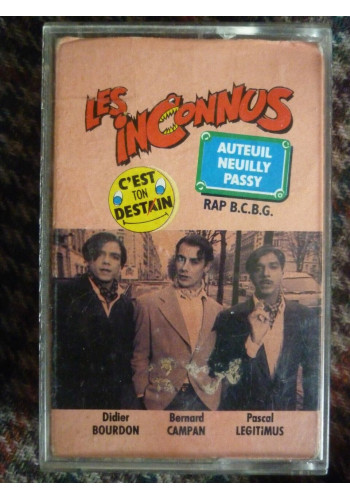 LES
INCONNUS
AUTEUIL
NEUILLY
PASSY
C'EST
TON
DESTAIN
RAP B.C.B.G.
Didier
BOURDON
Bernard
CAMPAN
Pascal
LEGITIMUS